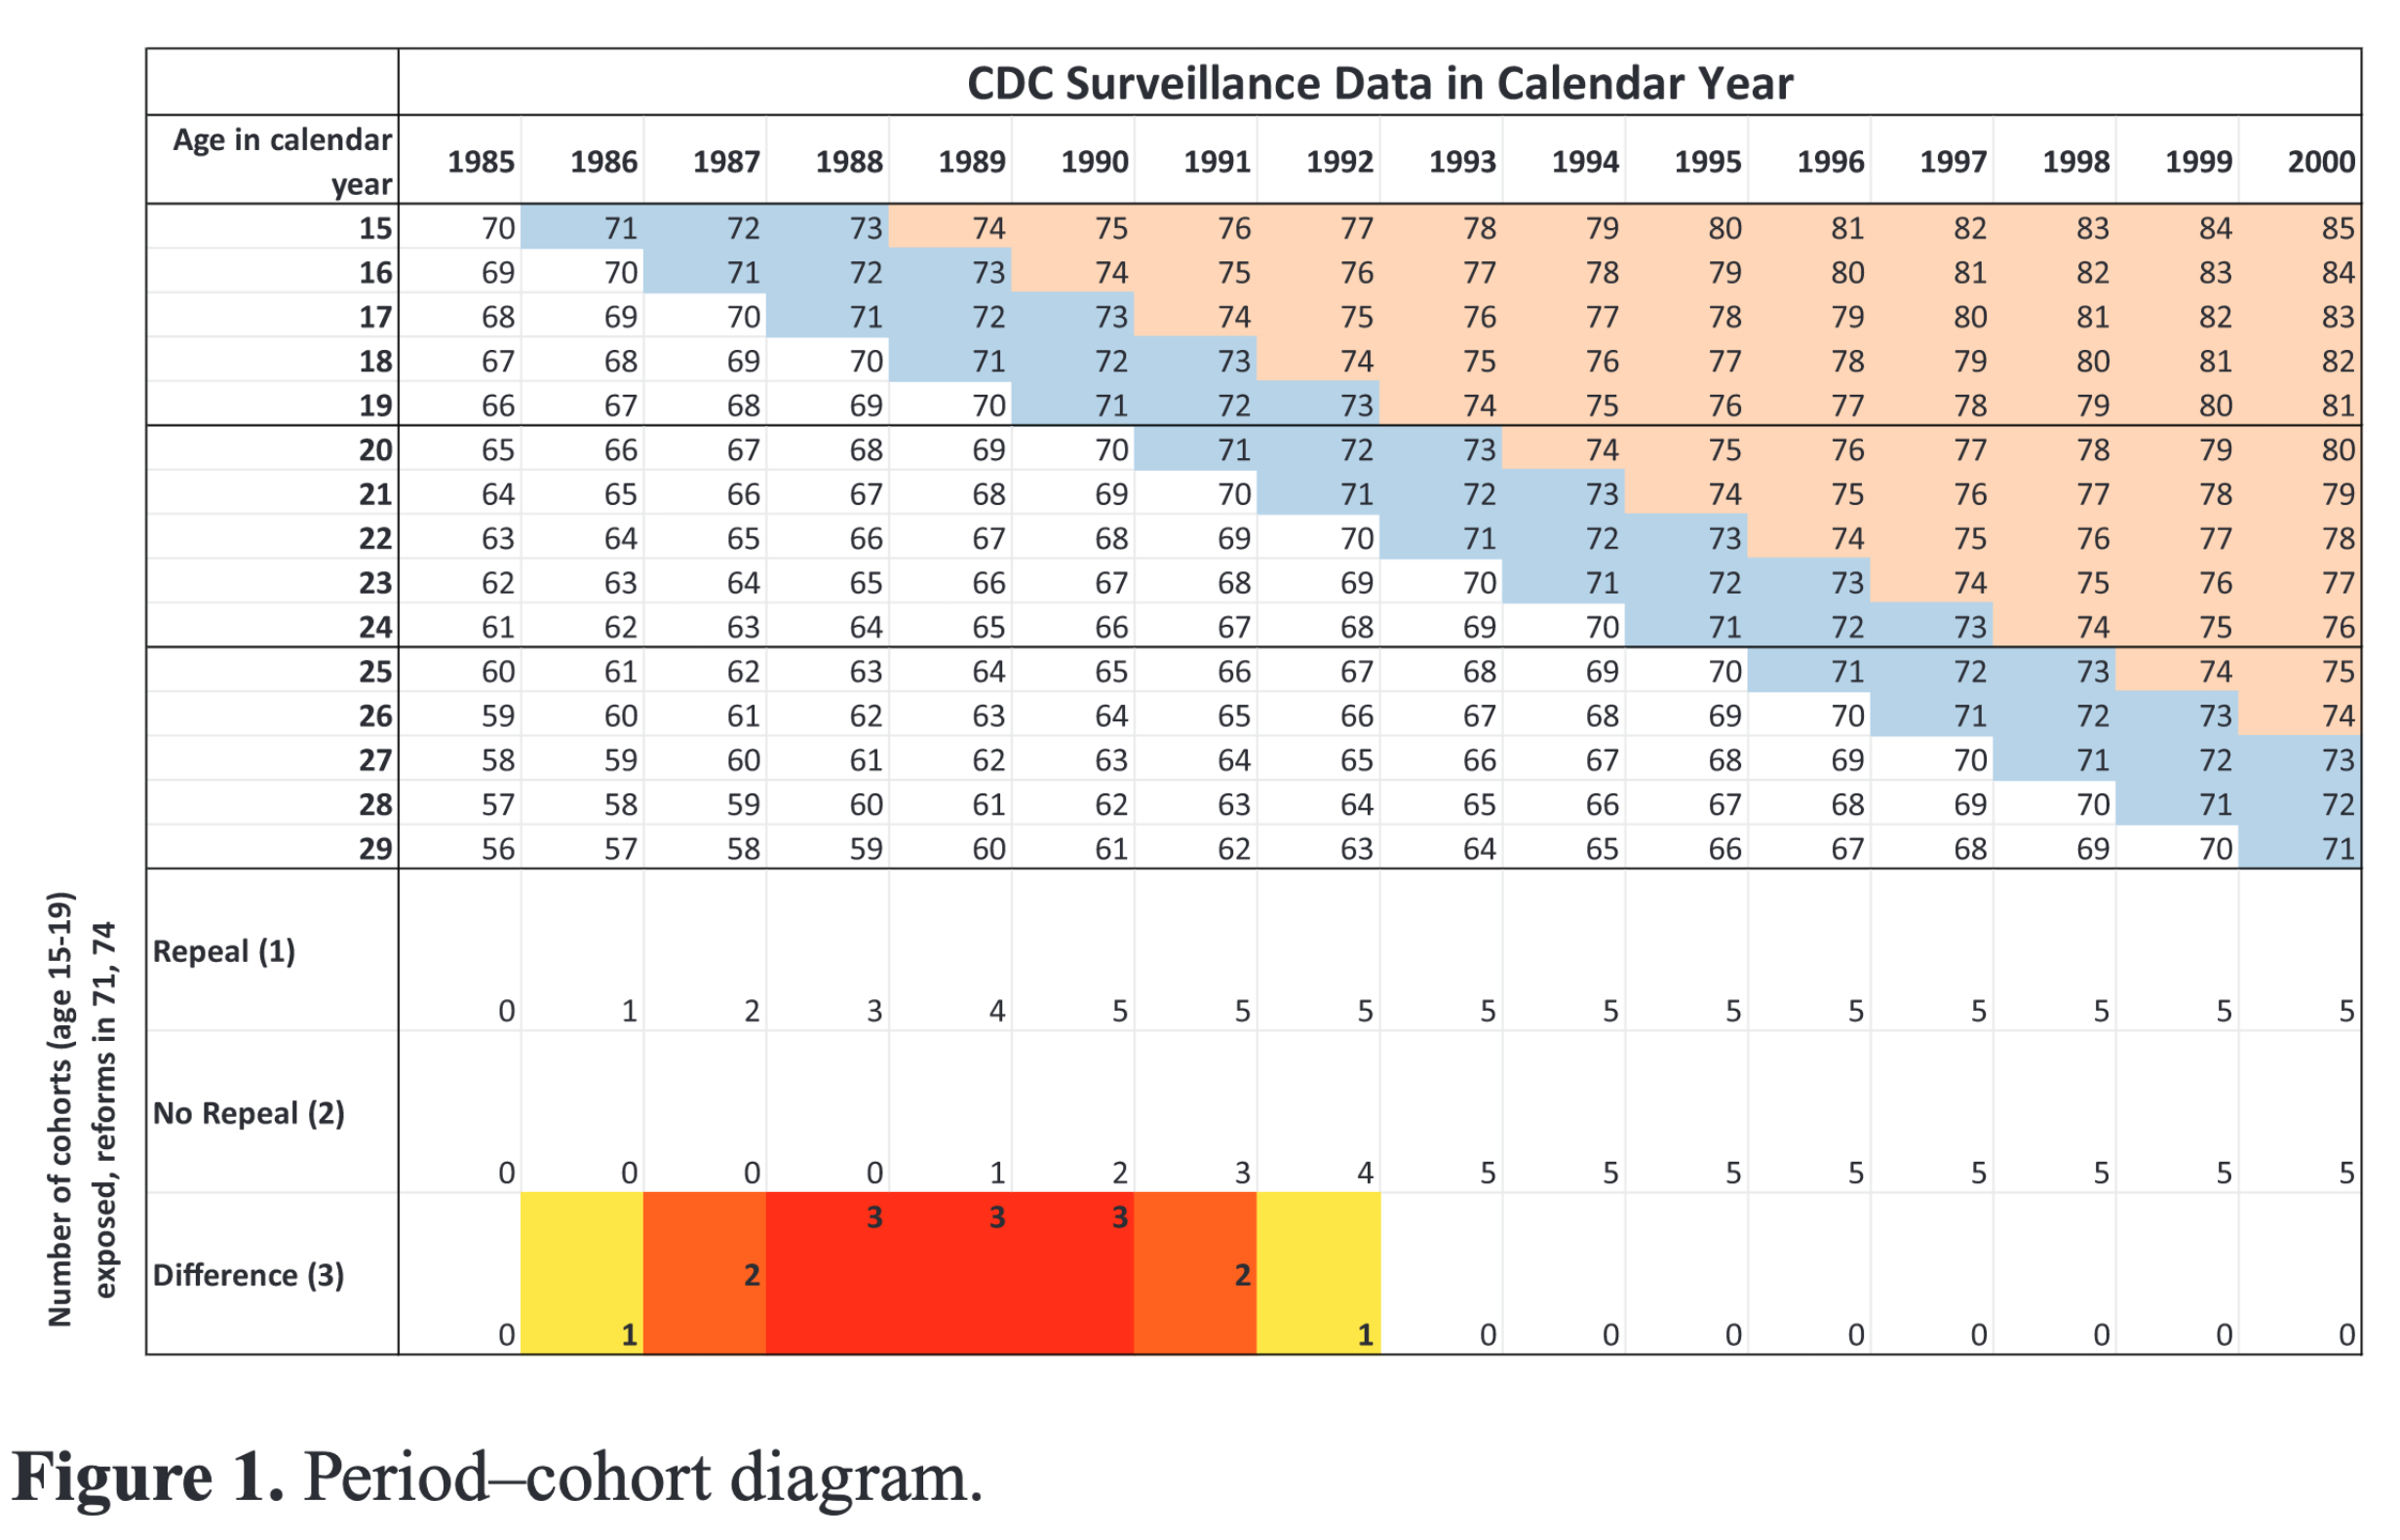 CDC Surveillance Data in Calendar Year
Age in calendar
year
1985 1986 1987 1988 1989 1990 1991 1992 1993 1994 1995 1996 1997 1998 1999 2000
15 70 71 72 73 74 75 76 77 78 79 80 81 82 83 84 85
16 69 70 71 72 73 74 75 76 77 78 79 80 81 82 83 84
17 68 69 70 71 72 73 74 75 76 77 78 79 80 81 82 83
18 67 68 69 70 71 72 73 74 75 76 77 78 79 80 81 82
19 66 67 68 69 70 71 72 73 74 75 76 77 78 79 80 81
20 65 66 67 68 69 70 71 72 73 74 75 76 77 78 79 80
21 64 65 66 67 68 69 70 71 72 73 74 75 76 77 78 79
22 63 64 65 66 67 68 69 70 71 72 73 74 75 76 77 78
23 62 63 64 65 66 67 68 69 70 71 72 73 74 75 76 77
24 61 62 63 64 65 66 67 68 69 70 71 72 73 74 75 76
25 60 61 62 63 64 65 66 67 68 69 70 71 72 73 74 75
26 59 60 61 62 63 64 65 66 67 68 69 70 71 72 73 74
27 58 59 60 61 62 63 64 65 66 67 68 69 70 71 72 73
28 57 58 59 60 61 62 63 64 65 66 67 68 69 70 71 72
29 56 57 58 59 60 61 62 63 64 65 66 67 68 69 70 71
Number of cohorts (age 15-19)
exposed, reforms in 71, 74
Repeal (1)
0 1 2 3 4 5 5 5 5 5 5 5 5 5 5 5
No Repeal (2)
0 0 0 0 1 2 3 4 5 5 5 5 5 5 5 5
Difference (3)
0 1 2 3 3 3 2 1 0 0 0 0 0 0 0 0
Figure 1. Period–cohort diagram.